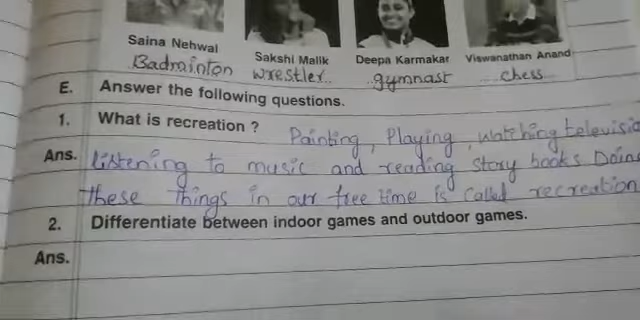 Saina Nehwal Sakshi Malik Deepa Karmakar Viswanathan Anand
Badminton wrestler gymnast chess
E. Answer the following questions.
1. What is recreation ? Painting, Playing, watching televisio
Ans. listening to music and reading story books Doing
these things in our free time is called recreation
2. Differentiate between indoor games and outdoor games.
Ans.